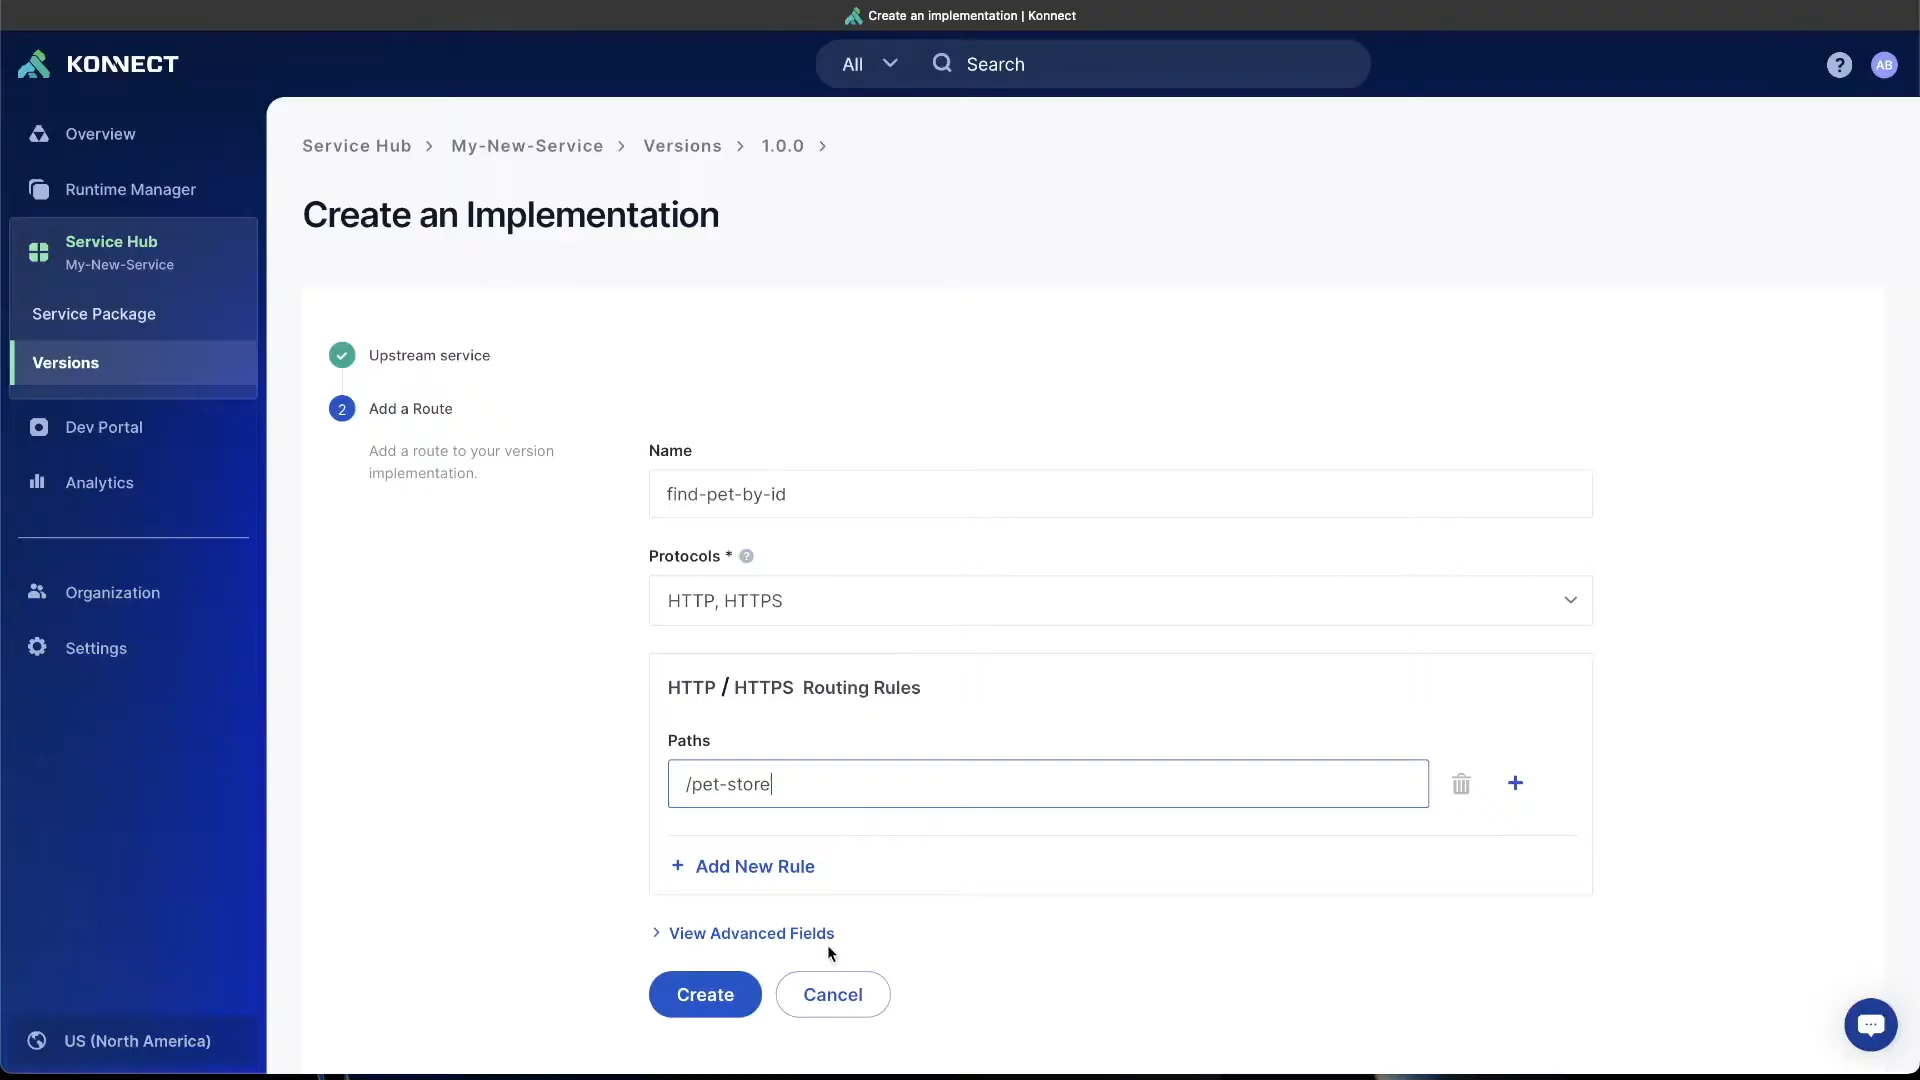 Create an implementation | Konnect
KONNECT
All
Search
?
AB
Overview
Runtime Manager
Service Hub
My-New-Service
Service Package
Versions
Dev Portal
Analytics
Organization
Settings
US (North America)
Service Hub > My-New-Service > Versions > 1.0.0 >
Create an Implementation
Upstream service
2 Add a Route
Add a route to your version
implementation.
Name
find-pet-by-id
Protocols * ?
HTTP, HTTPS
HTTP / HTTPS Routing Rules
Paths
/pet-store
+
+ Add New Rule
> View Advanced Fields
Create
Cancel